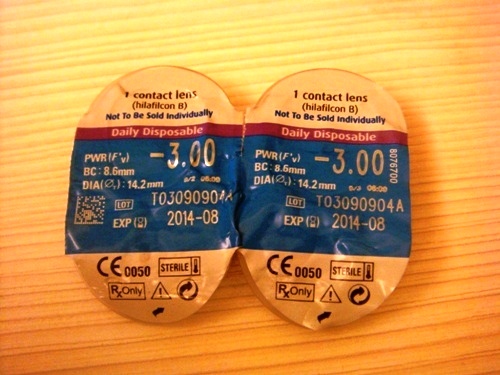 1 contact lens
(hilafilcon B)
Not To Be Sold Individually
Daily Disposable
PWR(F'v) -3.00
BC: 8.6mm
DIA(Ør): 14.2mm
LOT T03090904A
EXP 2014-08
CE 0050 STERILE
Rx Only
1 contact lens
(hilafilcon B)
Not To Be Sold Individually
Daily Disposable
PWR(F'v) -3.00
BC: 8.6mm
DIA(Ør): 14.2mm
8076700
LOT T03090904A
EXP 2014-08
CE 0050 STERILE
Rx Only